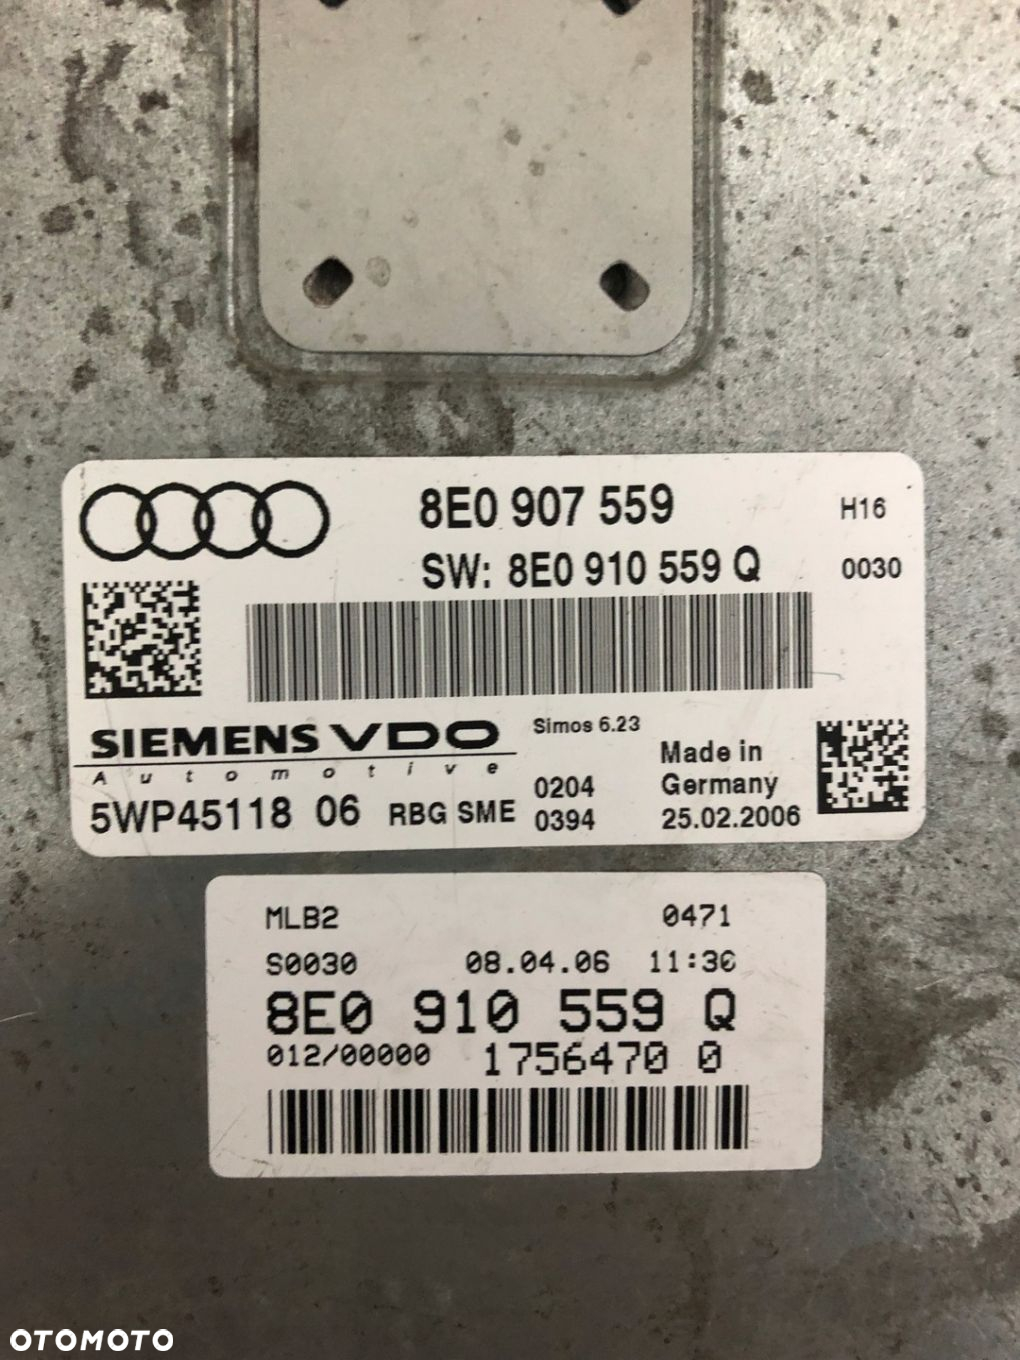 8E0 907 559 H16
SW: 8E0 910 559 Q 0030
SIEMENS VDO Simos 6.23
Automotive
Made in
0204 Germany
5WP45118 06 RBG SME 0394 25.02.2006
MLB2 0471
S0030 08.04.06 11:30
8E0 910 559 Q
012/00000 1756470 0
OTOMOTO